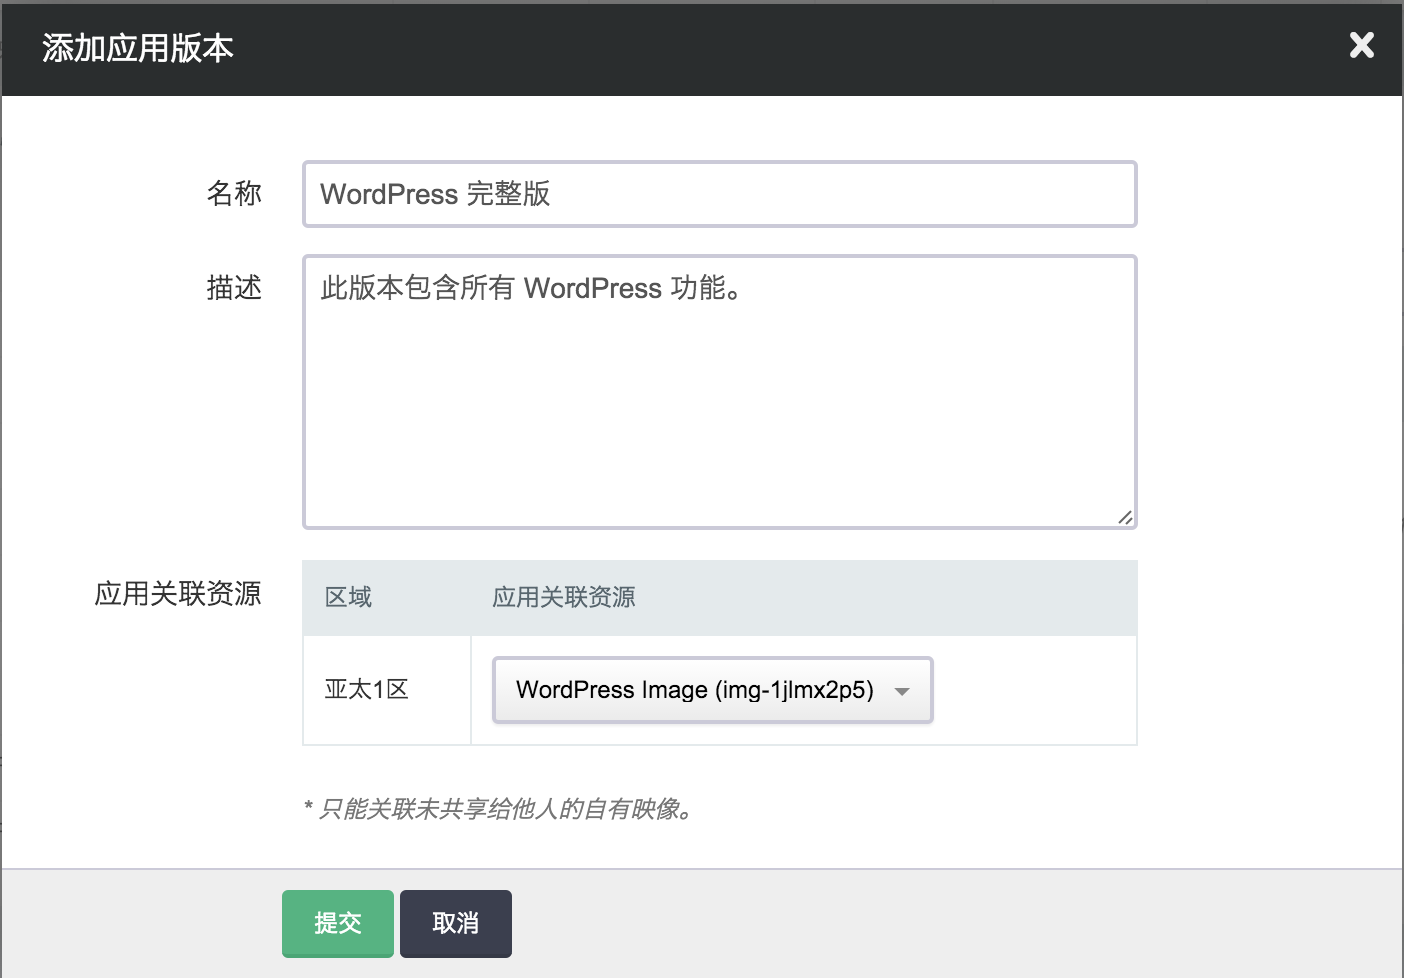 添加应用版本
名称
WordPress 完整版
描述
此版本包含所有 WordPress 功能。
应用关联资源
区域 应用关联资源
亚太1区 WordPress Image (img-1jlmx2p5)
* 只能关联未共享给他人的自有映像。
提交 取消